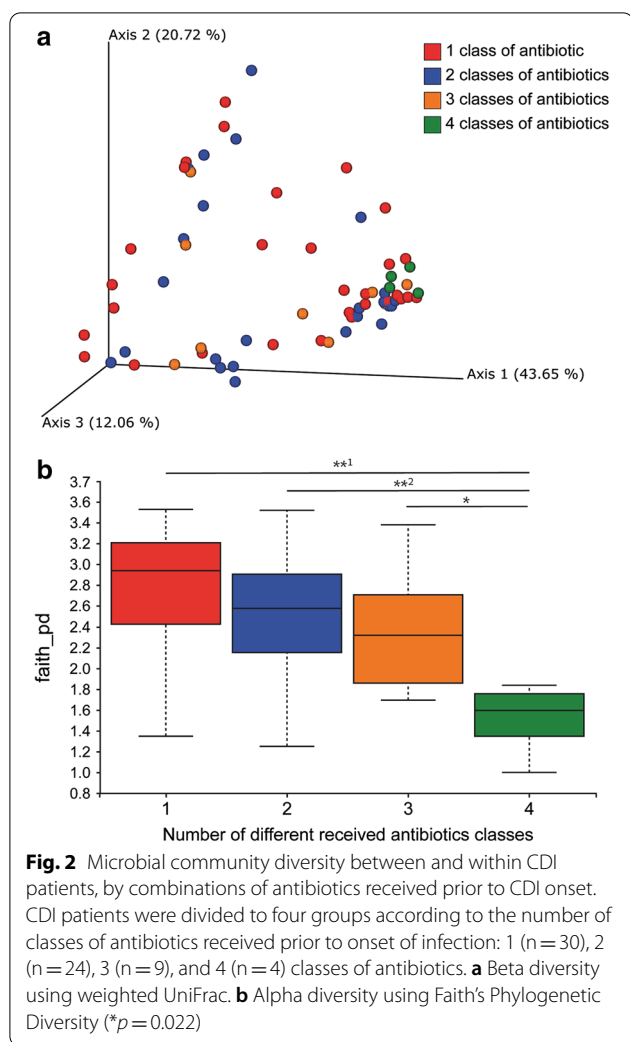 a
Axis 2 (20.72 %)
1 class of antibiotic
2 classes of antibiotics
3 classes of antibiotics
4 classes of antibiotics
Axis 1 (43.65 %)
Axis 3 (12.06 %)
b
**1
**2
*
3.7
3.6
3.4
3.2
3.0
2.8
2.6
2.4
2.2
2.0
1.8
1.6
1.4
1.2
1.0
0.8
faith_pd
1 2 3 4
Number of different received antibiotics classes
Fig. 2 Microbial community diversity between and within CDI
patients, by combinations of antibiotics received prior to CDI onset.
CDI patients were divided to four groups according to the number of
classes of antibiotics received prior to onset of infection: 1 (n = 30), 2
(n = 24), 3 (n = 9), and 4 (n = 4) classes of antibiotics. a Beta diversity
using weighted UniFrac. b Alpha diversity using Faith's Phylogenetic
Diversity (*p = 0.022)